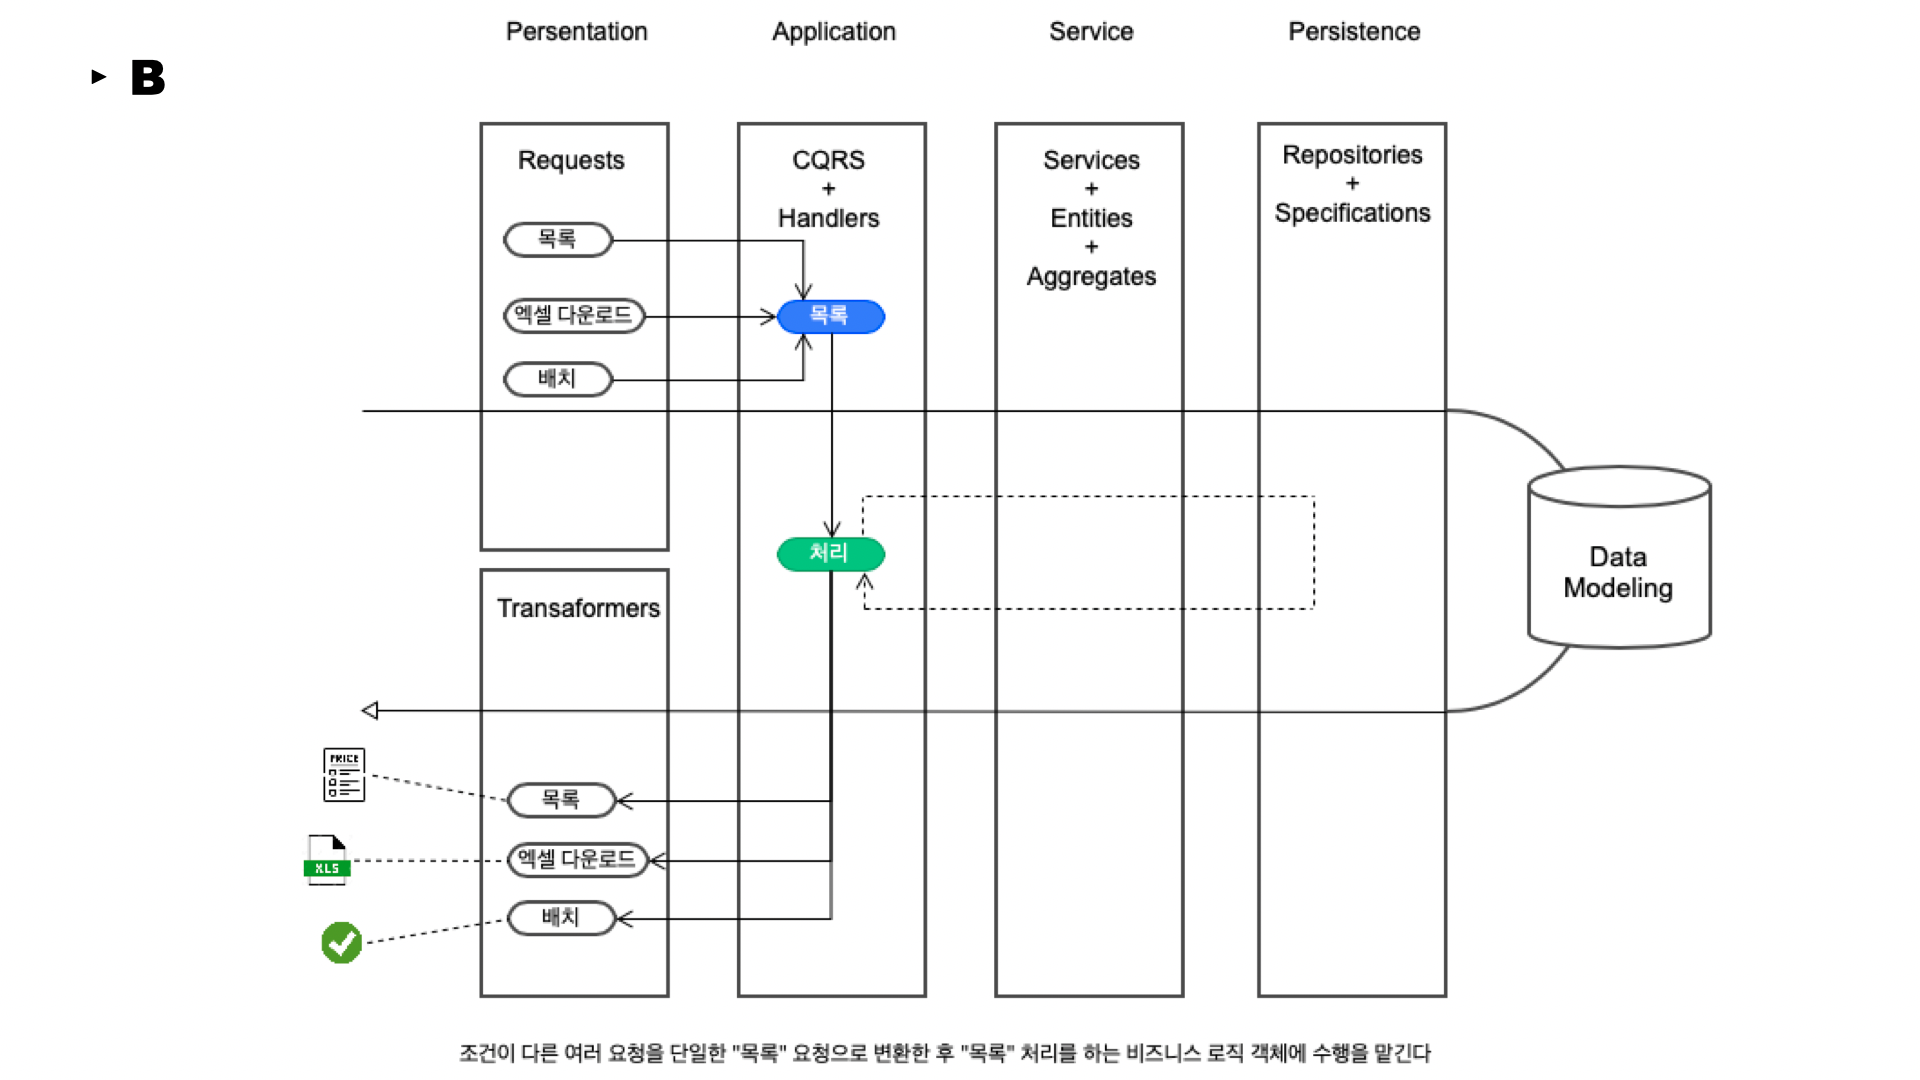 Persentation
Application
Service
Persistence
B
Requests
목록
엑셀 다운로드
배치
CQRS
+
Handlers
목록
처리
Services
+
Entities
+
Aggregates
Repositories
+
Specifications
Data
Modeling
Transaformers
목록
엑셀 다운로드
배치
PRICE
XLS
조건이 다른 여러 요청을 단일한 "목록" 요청으로 변환한 후 "목록" 처리를 하는 비즈니스 로직 객체에 수행을 맡긴다